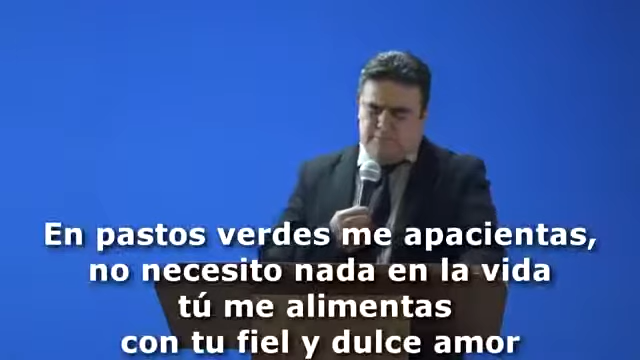 En pastos verdes me apacientas,
no necesito nada en la vida
tú me alimentas
con tu fiel y dulce amor